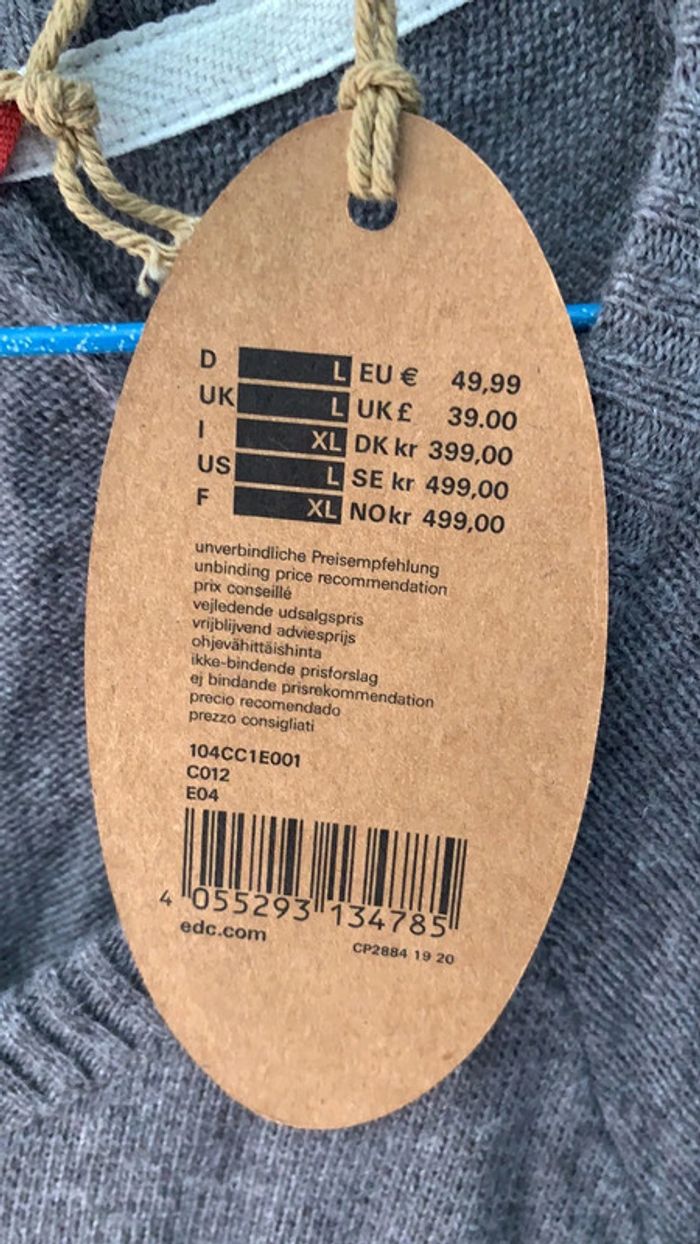 D L EU € 49,99
UK L UK £ 39.00
I XL DK kr 399,00
US L SE kr 499,00
F XL NO kr 499,00
unverbindliche Preisempfehlung
unbinding price recommendation
prix conseillé
vejledende udsalgspris
vrijblijvend adviesprijs
ohjevähittäishinta
ikke-bindende prisforslag
ej bindande prisrekommendation
precio recomendado
prezzo consigliati
104CC1E001
C012
E04
4 055293 134785
edc.com
CP2884 19 20